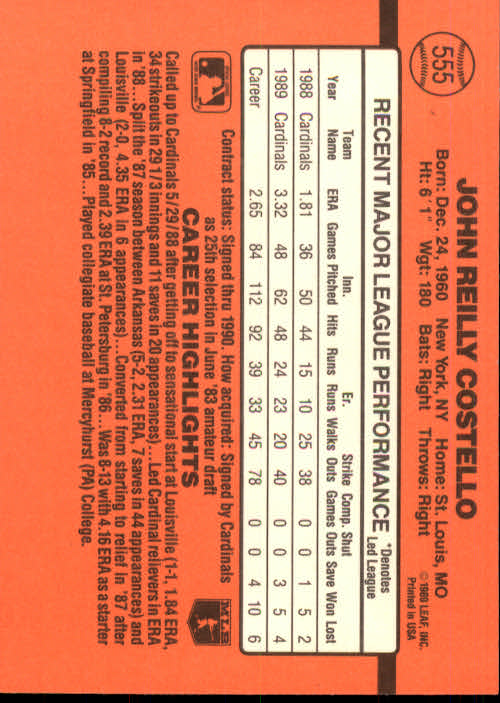 555
JOHN REILLY COSTELLO
Born: Dec. 24, 1960 New York, NY Home: St. Louis, MO
Ht: 6' 1" Wgt: 180 Bats: Right Throws: Right
© 1989 LEAF, INC.
Printed in USA
RECENT MAJOR LEAGUE PERFORMANCE *Denotes Led League
Team Inn. Er. Strike Comp. Shut
Year Name ERA Games Pitched Hits Runs Runs Walks Outs Games Outs Save Won Lost
1988 Cardinals 1.81 36 50 44 15 10 25 38 0 0 1 5 2
1989 Cardinals 3.32 48 62 48 24 23 20 40 0 0 3 5 4
Career 2.65 84 112 92 39 33 45 78 0 0 4 10 6
Contract status: Signed thru 1990. How acquired: Signed by Cardinals
as 25th selection in June '83 amateur draft
MLB
CAREER HIGHLIGHTS
Called up to Cardinals 5/29/88 after getting off to sensational start at Louisville (1-1, 1.84 ERA,
34 strikeouts in 29 1/3 innings and 11 saves in 20 appearances)...Led Cardinal relievers in ERA
in '88...Split the '87 season between Arkansas (5-2, 2.31 ERA, 7 saves in 44 appearances) and
Louisville (2-0, 4.35 ERA in 6 appearances)...Converted from starting to relief in '87 after
compiling 8-2 record and 2.39 ERA at St. Petersburg in '86...Was 8-13 with 4.16 ERA as a starter
at Springfield in '85...Played collegiate baseball at Mercyhurst (PA) College.